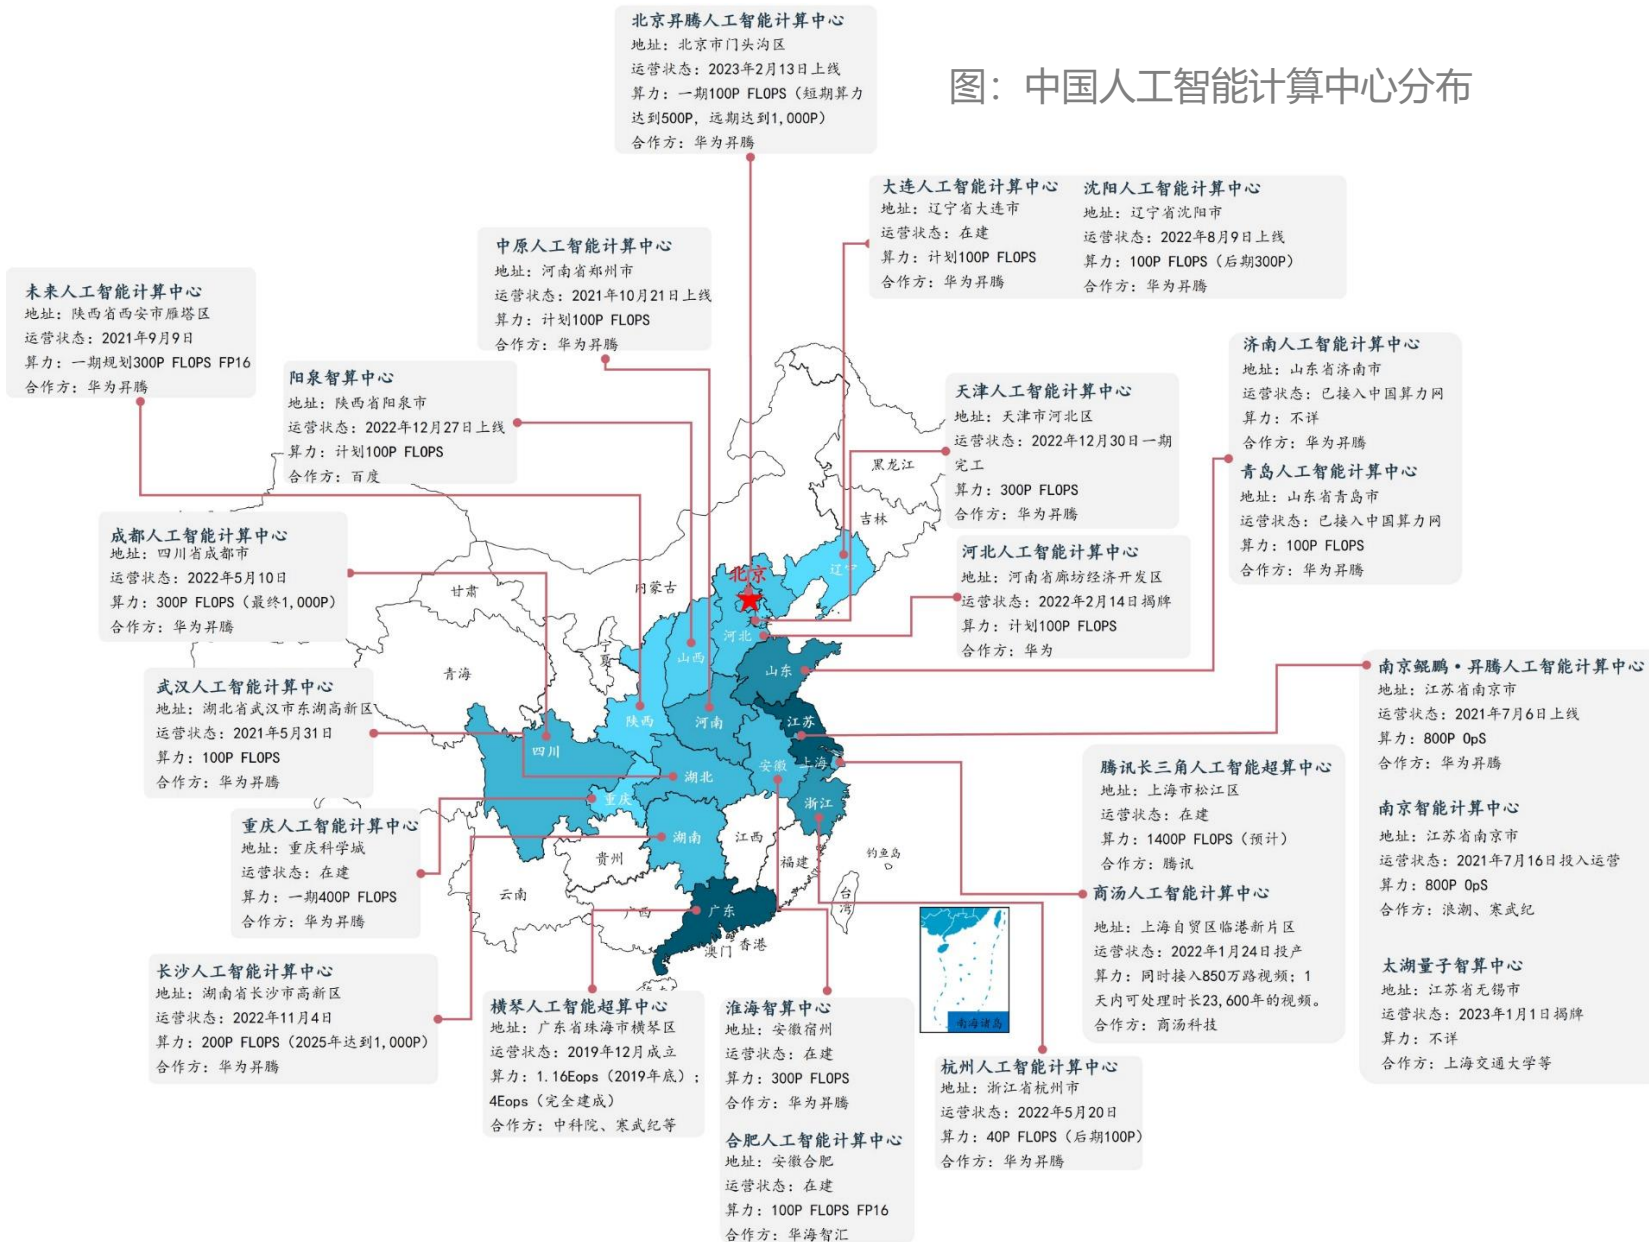 图：中国人工智能计算中心分布
北京昇腾人工智能计算中心
地址：北京市门头沟区
运营状态：2023年2月13日上线
算力：一期100P FLOPS（短期算力
达到500P，远期达到1,000P）
合作方：华为昇腾
大连人工智能计算中心
地址：辽宁省大连市
运营状态：在建
算力：计划100P FLOPS
合作方：华为昇腾
沈阳人工智能计算中心
地址：辽宁省沈阳市
运营状态：2022年8月9日上线
算力：100P FLOPS（后期300P）
合作方：华为昇腾
中原人工智能计算中心
地址：河南省郑州市
运营状态：2021年10月21日上线
算力：计划100P FLOPS
合作方：华为昇腾
未来人工智能计算中心
地址：陕西省西安市雁塔区
运营状态：2021年9月9日
算力：一期规划300P FLOPS FP16
合作方：华为昇腾
阳泉智算中心
地址：陕西省阳泉市
运营状态：2022年12月27日上线
算力：计划100P FLOPS
合作方：百度
天津人工智能计算中心
地址：天津市河北区
运营状态：2022年12月30日一期
完工
算力：300P FLOPS
合作方：华为昇腾
济南人工智能计算中心
地址：山东省济南市
运营状态：已接入中国算力网
算力：不详
合作方：华为昇腾
青岛人工智能计算中心
地址：山东省青岛市
运营状态：已接入中国算力网
算力：100P FLOPS
合作方：华为昇腾
成都人工智能计算中心
地址：四川省成都市
运营状态：2022年5月10日
算力：300P FLOPS（最终1,000P）
合作方：华为昇腾
河北人工智能计算中心
地址：河南省廊坊经济开发区
运营状态：2022年2月14日揭牌
算力：计划100P FLOPS
合作方：华为
武汉人工智能计算中心
地址：湖北省武汉市东湖高新区
运营状态：2021年5月31日
算力：100P FLOPS
合作方：华为昇腾
南京鲲鹏·昇腾人工智能计算中心
地址：江苏省南京市
运营状态：2021年7月6日上线
算力：800P OpS
合作方：华为昇腾
南京智能计算中心
地址：江苏省南京市
运营状态：2021年7月16日投入运营
算力：800P OpS
合作方：浪潮、寒武纪
太湖量子智算中心
地址：江苏省无锡市
运营状态：2023年1月1日揭牌
算力：不详
合作方：上海交通大学等
腾讯长三角人工智能超算中心
地址：上海市松江区
运营状态：在建
算力：1400P FLOPS（预计）
合作方：腾讯
商汤人工智能计算中心
地址：上海自贸区临港新片区
运营状态：2022年1月24日投产
算力：同时接入850万路视频；1
天内可处理时长23,600年的视频。
合作方：商汤科技
重庆人工智能计算中心
地址：重庆科学城
运营状态：在建
算力：一期400P FLOPS
合作方：华为昇腾
长沙人工智能计算中心
地址：湖南省长沙市高新区
运营状态：2022年11月4日
算力：200P FLOPS（2025年达到1,000P）
合作方：华为昇腾
横琴人工智能超算中心
地址：广东省珠海市横琴区
运营状态：2019年12月成立
算力：1.16Eops（2019年底）；
4Eops（完全建成）
合作方：中科院、寒武纪等
淮海智算中心
地址：安徽宿州
运营状态：在建
算力：300P FLOPS
合作方：华为昇腾
合肥人工智能计算中心
地址：安徽合肥
运营状态：在建
算力：100P FLOPS FP16
合作方：华海智汇
杭州人工智能计算中心
地址：浙江省杭州市
运营状态：2022年5月20日
算力：40P FLOPS（后期100P）
合作方：华为昇腾
黑龙江
吉林
辽宁
内蒙古
北京
天津
河北
甘肃
宁夏
青海
山西
山东
陕西
河南
江苏
四川
湖北
安徽
上海
重庆
浙江
湖南
江西
贵州
福建
钓鱼岛
云南
广西
广东
台湾
澳门
香港
南海诸岛